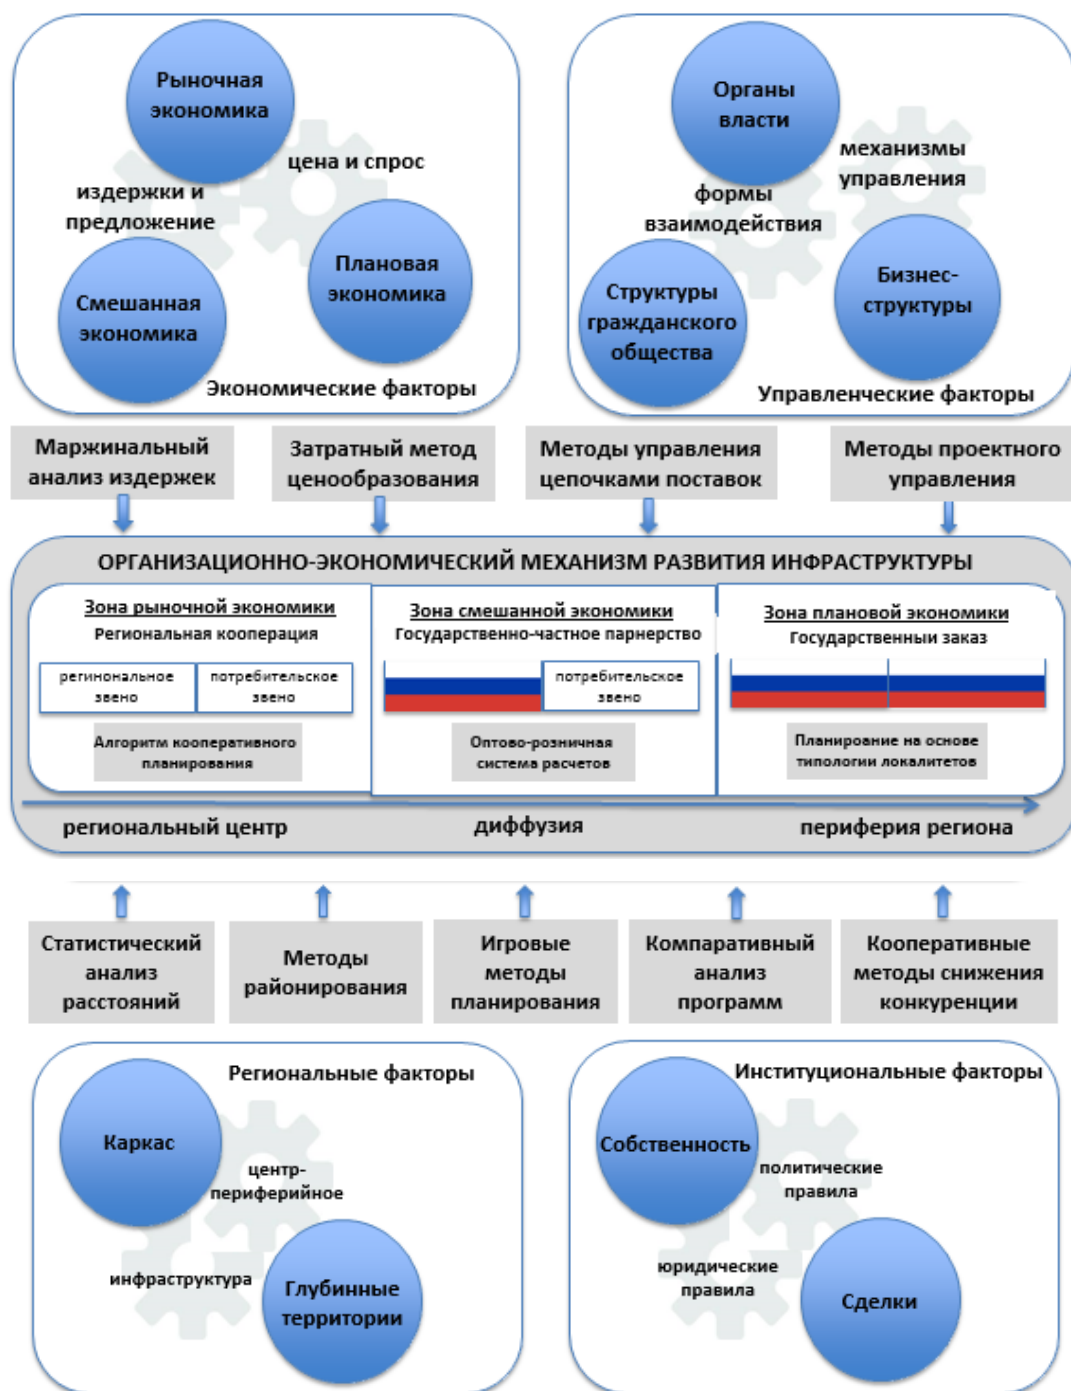 Рыночная
экономика
цена и спрос
издержки и
предложение
Плановая
экономика
Смешанная
экономика
Экономические факторы
Органы
власти
механизмы
управления
формы
взаимодействия
Бизнес-
структуры
Структуры
гражданского
общества
Управленческие факторы
Маржинальный
анализ издержек
Затратный метод
ценообразования
Методы управления
цепочками поставок
Методы проектного
управления
ОРГАНИЗАЦИОННО-ЭКОНОМИЧЕСКИЙ МЕХАНИЗМ РАЗВИТИЯ ИНФРАСТРУКТУРЫ
Зона рыночной экономики
Региональная кооперация
региnональное
звено
потребительское
звено
Алгоритм кооперативного
планирования
Зона смешанной экономики
Государственно-частное парнерство
потребительское
звено
Оптово-розничная
система расчетов
Зона плановой экономики
Государственный заказ
Планирование на основе
типологии локалитетов
региональный центр
диффузия
периферия региона
Статистический
анализ
расстояний
Методы
районирования
Игровые
методы
планирования
Компаративный
анализ
программ
Кооперативные
методы снижения
конкуренции
Региональные факторы
Каркас
центр-
периферийное
инфраструктура
Глубинные
территории
Институциональные факторы
Собственность
политические
правила
юридические
правила
Сделки